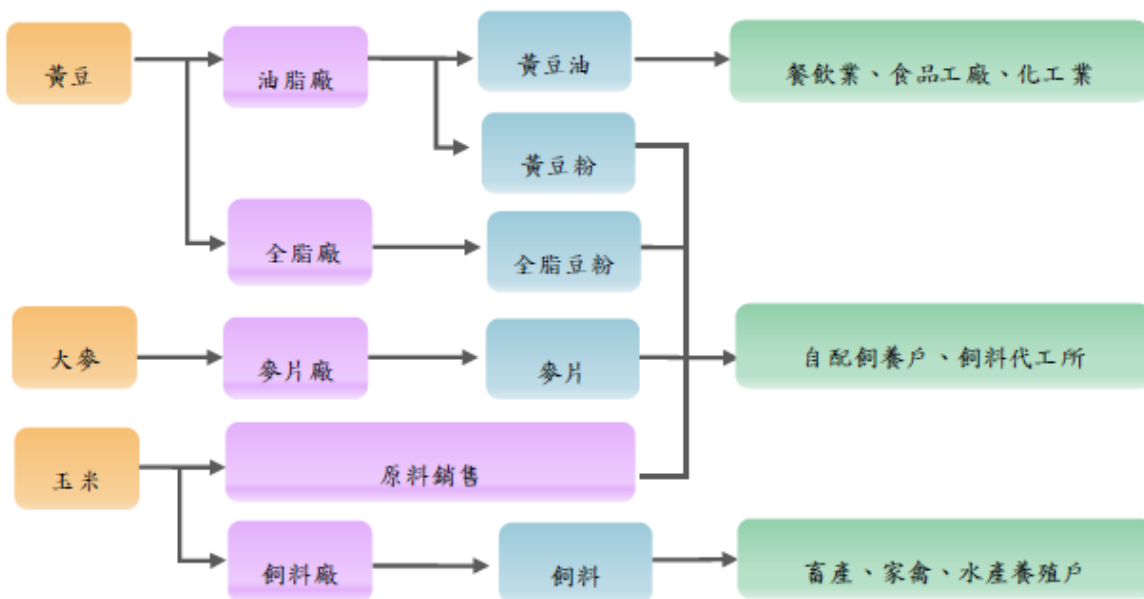 黃豆
油脂廠
黃豆油
餐飲業、食品工廠、化工業
黃豆粉
全脂廠
全脂豆粉
大麥
麥片廠
麥片
自配飼養戶、飼料代工所
玉米
原料銷售
飼料廠
飼料
畜產、家禽、水產養殖戶